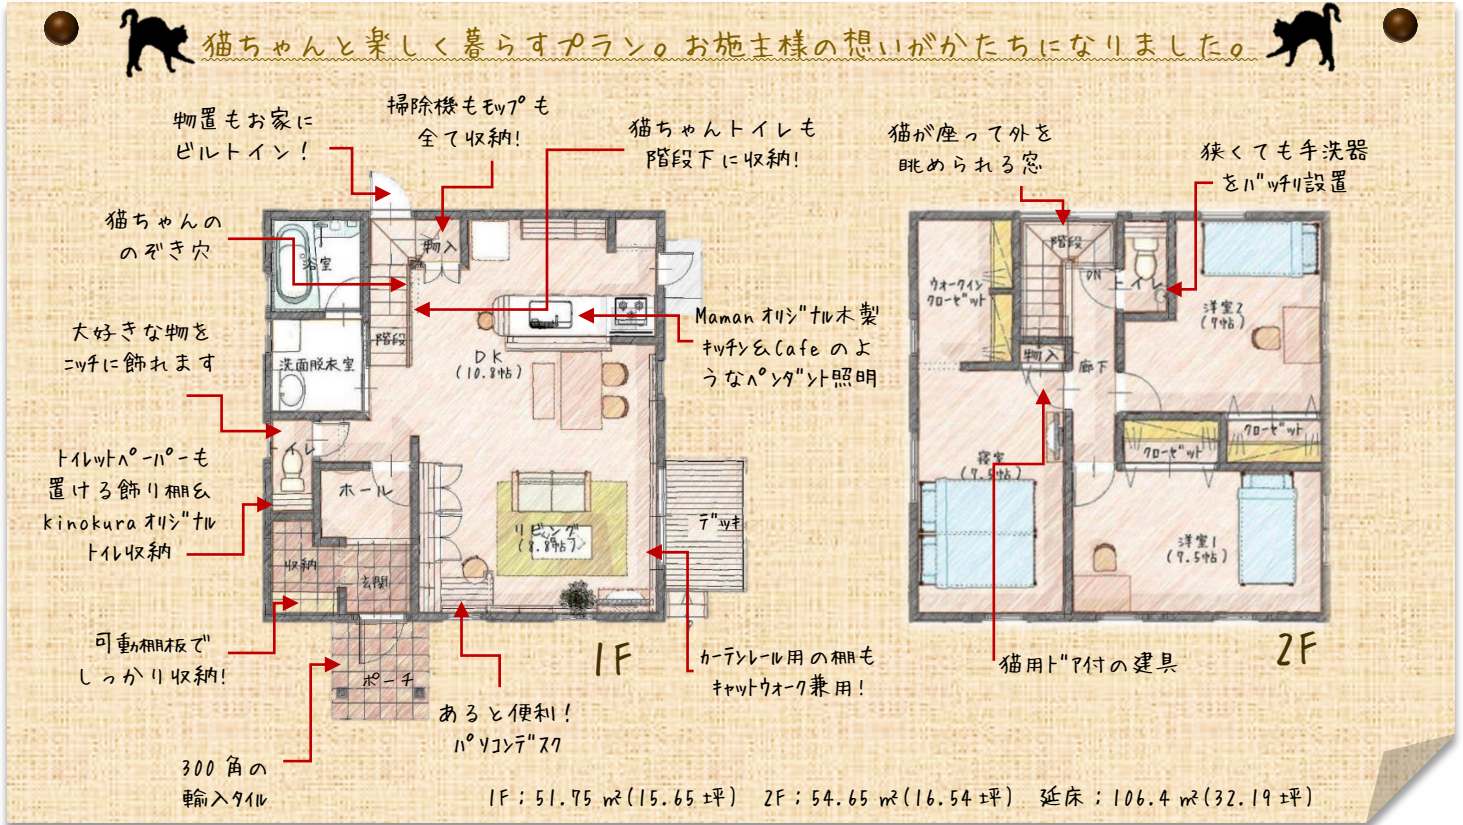 猫ちゃんと楽しく暮らすプラン。お施主様の想いがかたちになりました。
物置もお家に
ビルトイン！
掃除機もモップも
全て収納!
猫ちゃんトイレも
階段下に収納!
猫が座って外を
眺められる窓
狭くても手洗器
をバッチリ設置
猫ちゃんの
のぞき穴
大好きな物を
ニッチに飾れます
トイレットペーパーも
置ける飾り棚&
kinokuraオリジナル
トイレ収納
可動棚板で
しっかり収納!
300角の
輸入タイル
あると便利！
パソコンデスク
カーテンレール用の棚も
キャットウォーク兼用！
Mamanオリジナル木製
キッチン&Cafeのよ
うなペンダント照明
猫用ドア付の建具
浴室
物入
階段
洗面脱衣室
DK
(10.8帖)
トイレ
ホール
リビング
(8.8帖)
デッキ
収納
玄関
ポーチ
1F
ウォークイン
クローゼット
階段
DN
トイレ
洋室2
(7帖)
物入
廊下
クローゼット
クローゼット
寝室
(7.5帖)
洋室1
(7.5帖)
2F
1F；51.75㎡(15.65坪) 2F；54.65㎡(16.54坪) 延床；106.4㎡(32.19坪)